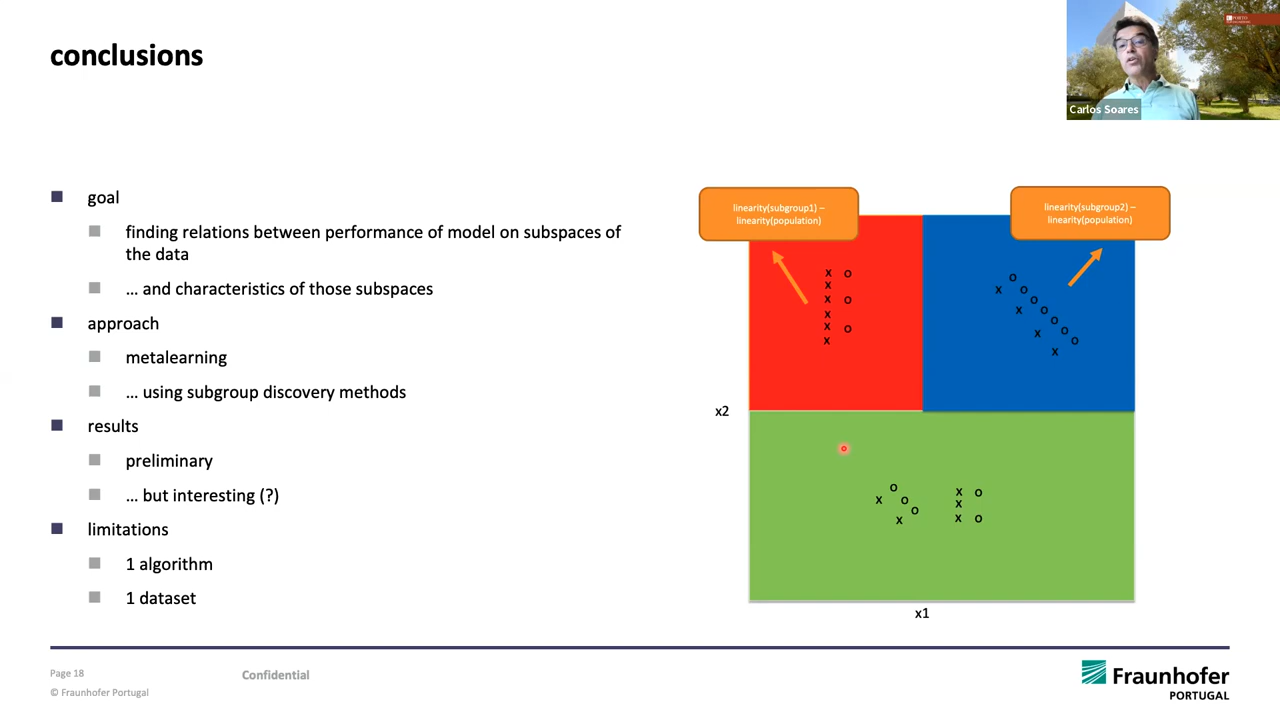 conclusions
PORTO
Carlos Soares
goal
finding relations between performance of model on subspaces of
the data
… and characteristics of those subspaces
approach
metalearning
… using subgroup discovery methods
results
preliminary
… but interesting (?)
limitations
1 algorithm
1 dataset
linearity(subgroup1) –
linearity(population)
linearity(subgroup2) –
linearity(population)
x o
x
x o
x
x o
x
o
x o
o
x o
o
x o
o
x
x2
o
x o
o
x
x o
x
x o
x1
Page 18
Confidential
© Fraunhofer Portugal
Fraunhofer
PORTUGAL